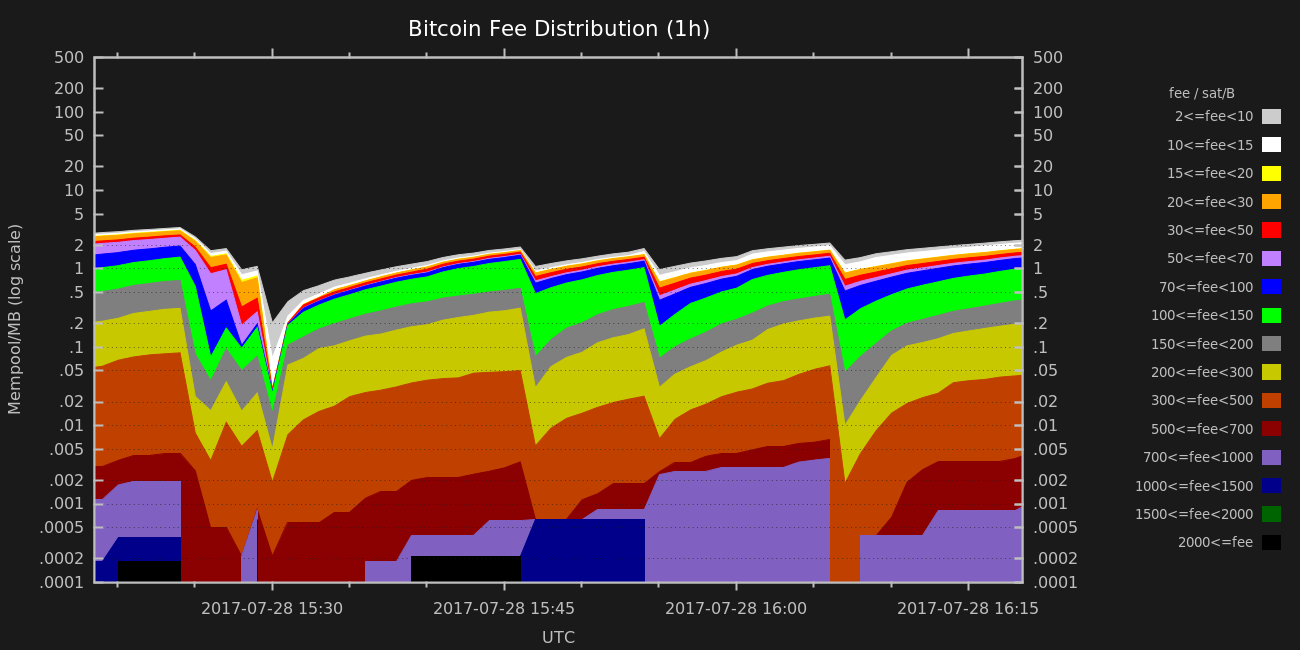 Bitcoin Fee Distribution (1h)
Mempool/MB (log scale)
500
200
100
50
20
10
5
2
1
.5
.2
.1
.05
.02
.01
.005
.002
.001
.0005
.0002
.0001
500
200
100
50
20
10
5
2
1
.5
.2
.1
.05
.02
.01
.005
.002
.001
.0005
.0002
.0001
fee / sat/B
2<=fee<10
10<=fee<15
15<=fee<20
20<=fee<30
30<=fee<50
50<=fee<70
70<=fee<100
100<=fee<150
150<=fee<200
200<=fee<300
300<=fee<500
500<=fee<700
700<=fee<1000
1000<=fee<1500
1500<=fee<2000
2000<=fee
2017-07-28 15:30
2017-07-28 15:45
2017-07-28 16:00
2017-07-28 16:15
UTC